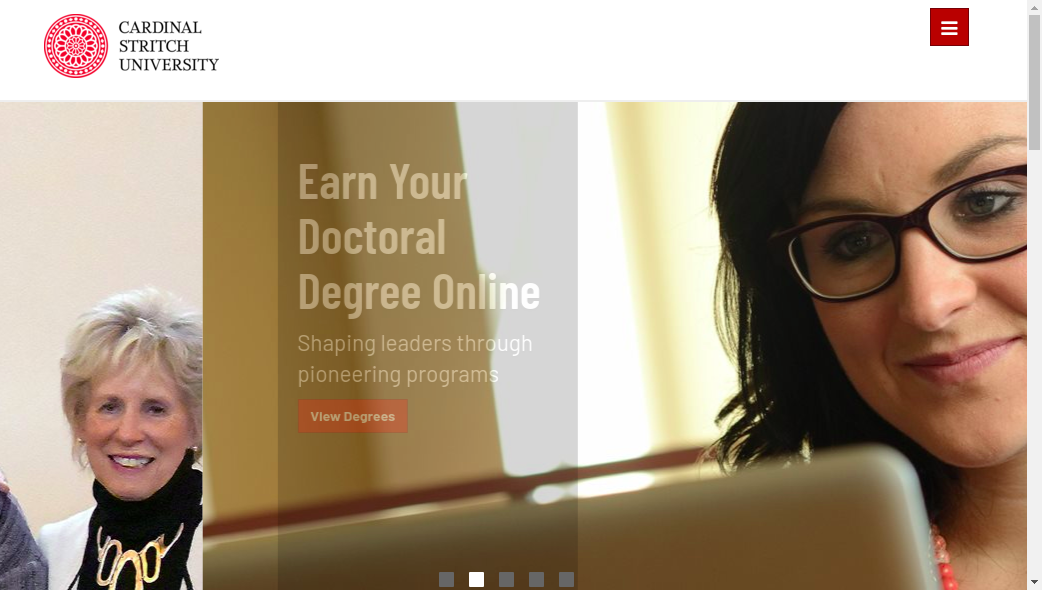 CARDINAL
STRITCH
UNIVERSITY
Earn Your
Doctoral
Degree Online
Shaping leaders through
pioneering programs
View Degrees